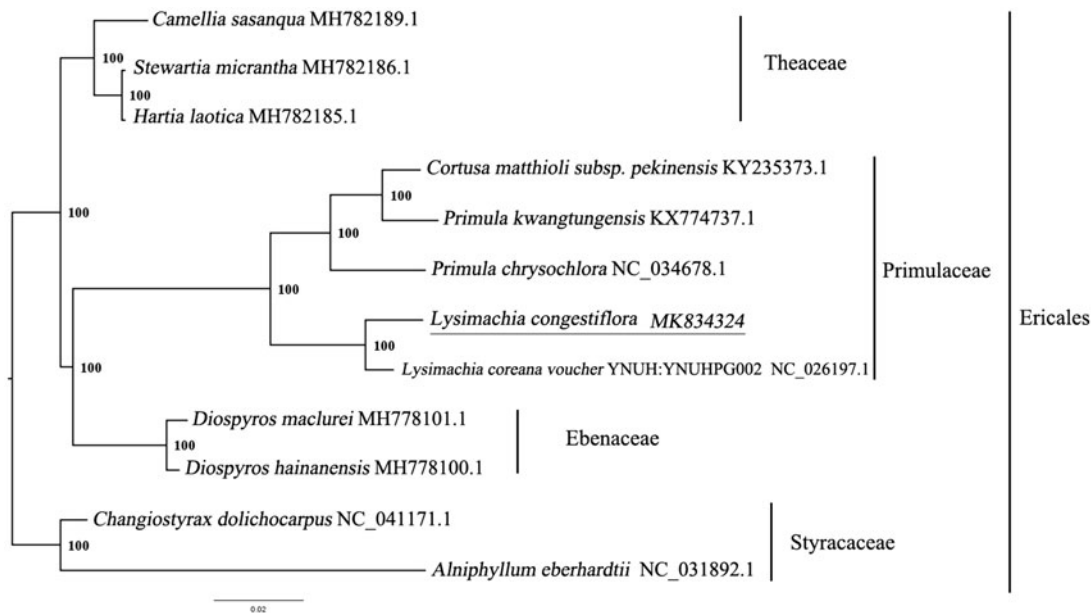 Camellia sasanqua MH782189.1
100
Stewartia micrantha MH782186.1
Theaceae
100
Hartia laotica MH782185.1
Cortusa matthioli subsp. pekinensis KY235373.1
100
100
Primula kwangtungensis KX774737.1
100
Primula chrysochlora NC_034678.1
Primulaceae
100
Lysimachia congestiflora MK834324
Ericales
100
100
Lysimachia coreana voucher YNUH:YNUHPG002 NC_026197.1
Diospyros maclurei MH778101.1
Ebenaceae
100
Diospyros hainanensis MH778100.1
Changiostyrax dolichocarpus NC_041171.1
100
Styracaceae
Alniphyllum eberhardtii NC_031892.1
0.02